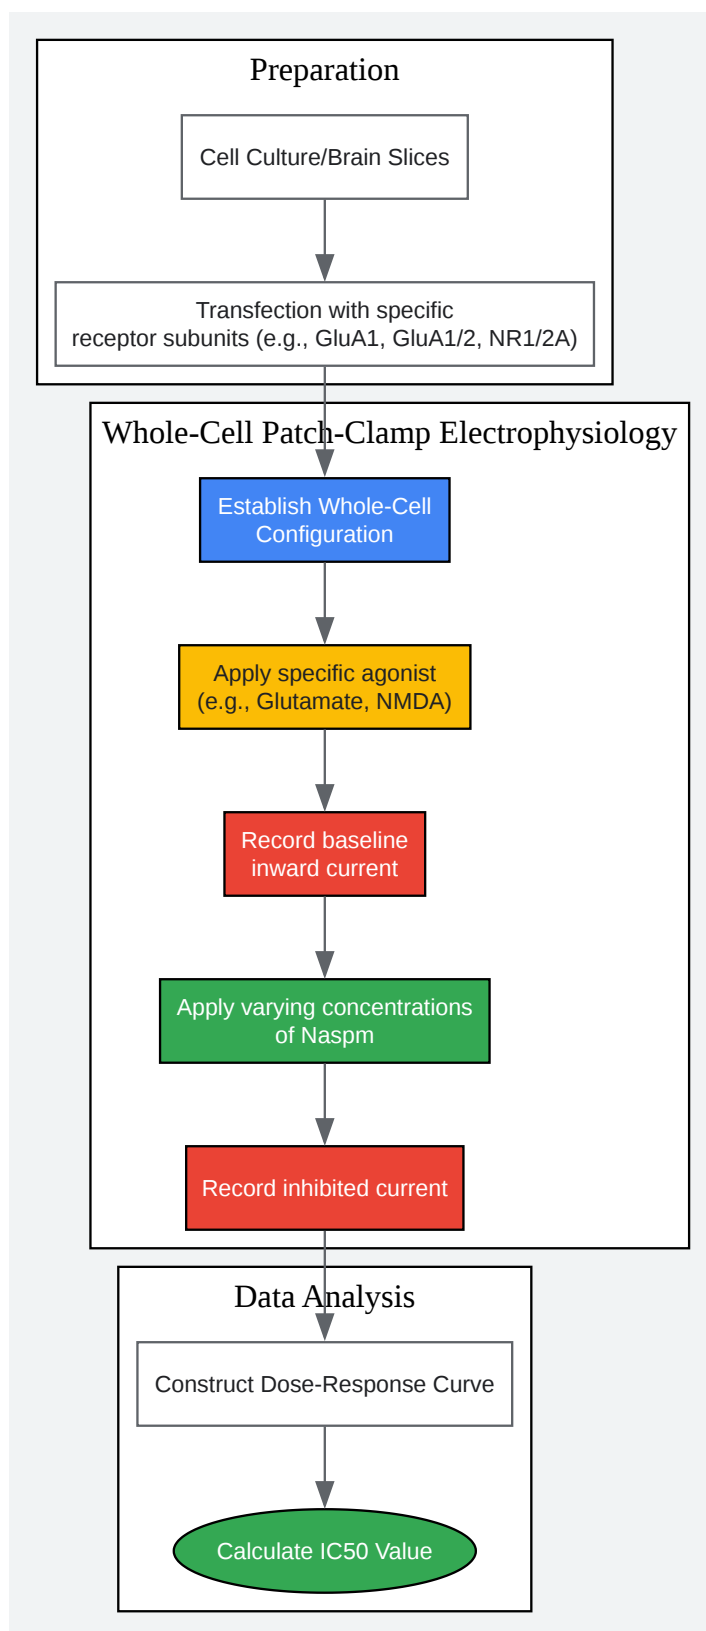 Preparation
Cell Culture/Brain Slices
Transfection with specific
receptor subunits (e.g., GluA1, GluA1/2, NR1/2A)
Whole-Cell Patch-Clamp Electrophysiology
Establish Whole-Cell
Configuration
Apply specific agonist
(e.g., Glutamate, NMDA)
Record baseline
inward current
Apply varying concentrations
of Naspm
Record inhibited current
Data Analysis
Construct Dose-Response Curve
Calculate IC50 Value